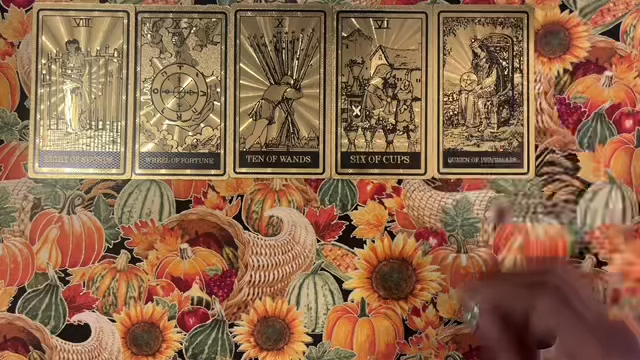 VIII
X
X
VI
EIGHT OF SWORDS
WHEEL OF FORTUNE
TEN OF WANDS
SIX OF CUPS
QUEEN OF PENTACLES